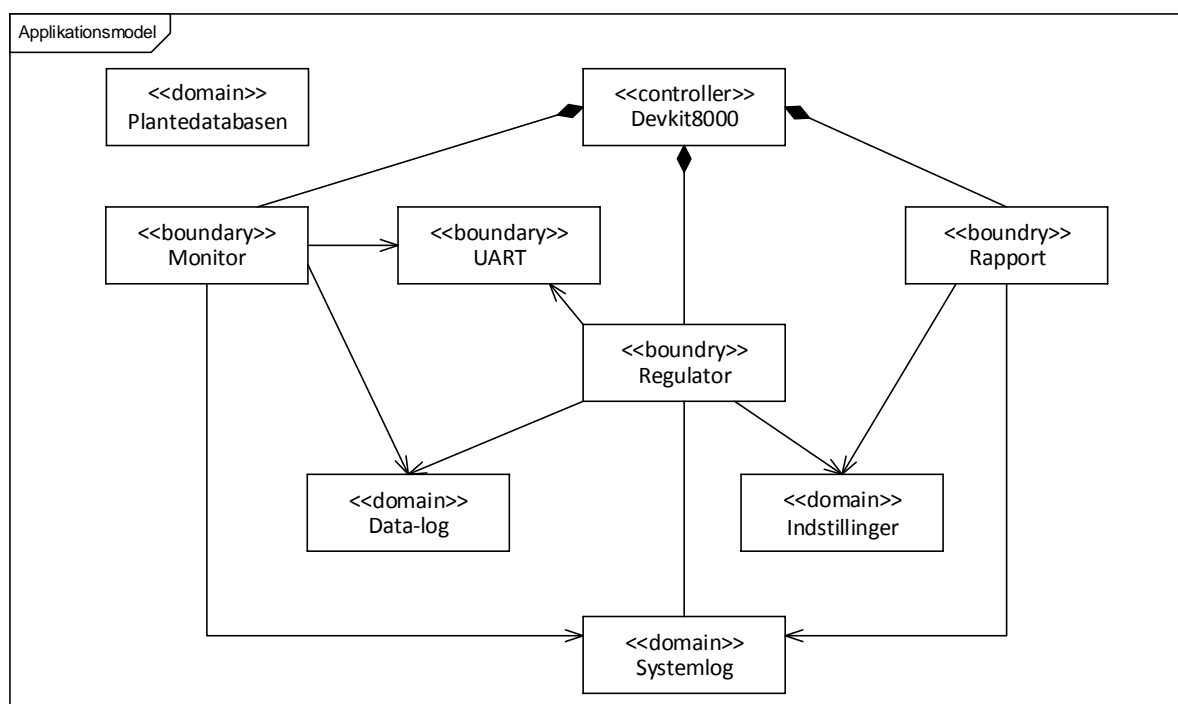 Applikationsmodel
<<domain>>
Plantedatabasen
<<controller>>
Devkit8000
<<boundary>>
Monitor
<<boundary>>
UART
<<boundry>>
Rapport
<<boundry>>
Regulator
<<domain>>
Data-log
<<domain>>
Indstillinger
<<domain>>
Systemlog